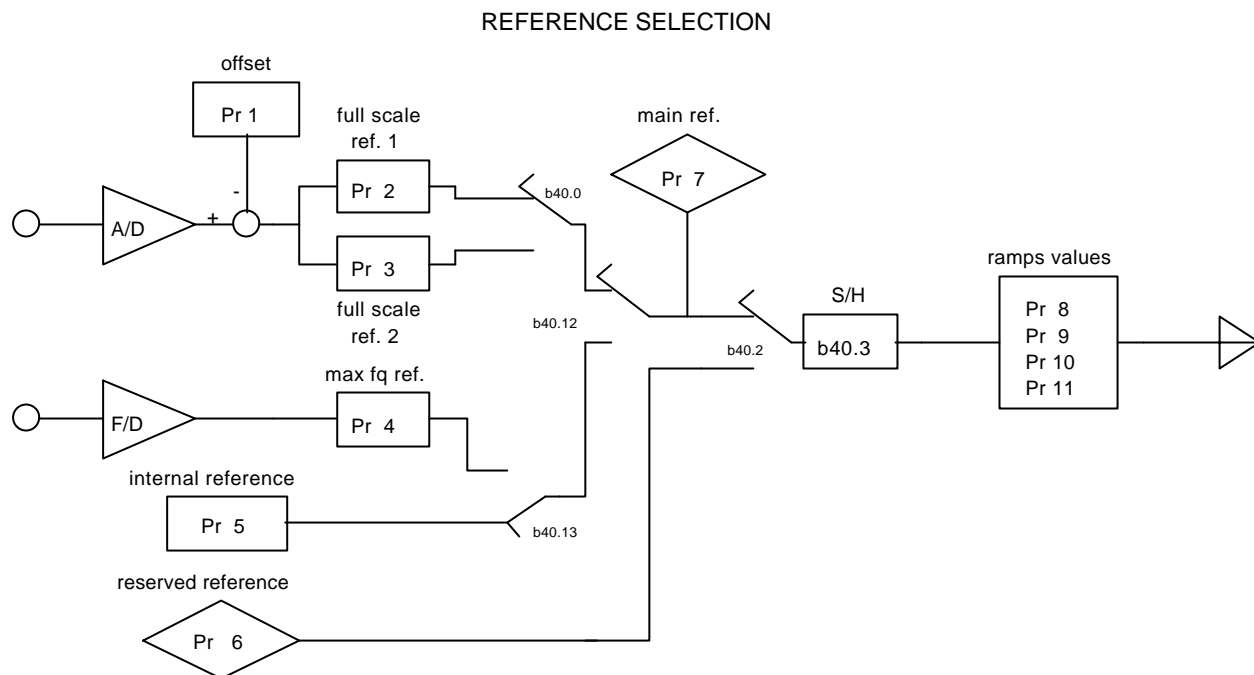 REFERENCE SELECTION
offset
Pr 1
full scale
ref. 1
main ref.
-
Pr 2
b40.0
Pr 7
+
A/D
Pr 3
ramps values
full scale
ref. 2
S/H
b40.12
b40.2
b40.3
Pr 8
Pr 9
Pr 10
Pr 11
max fq ref.
F/D
Pr 4
internal reference
Pr 5
b40.13
reserved reference
Pr 6